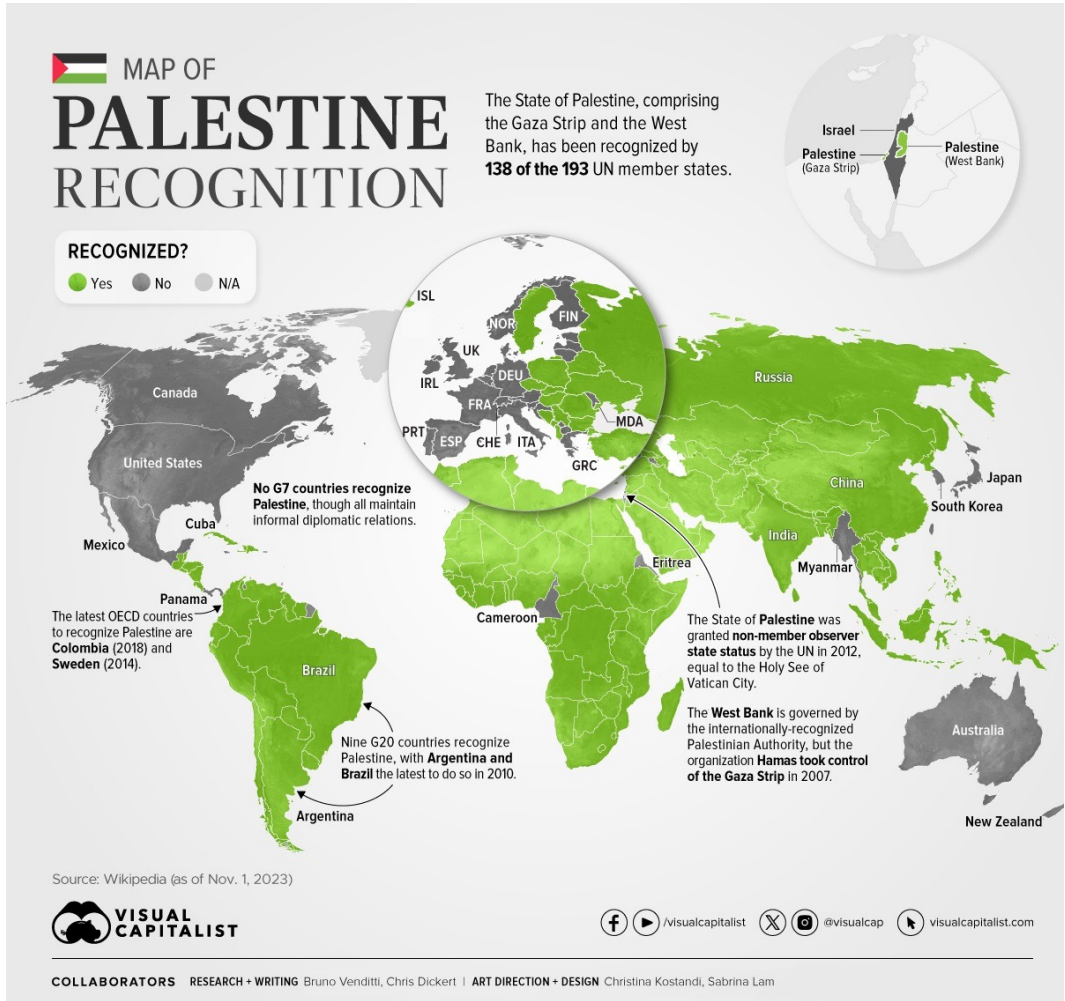 MAP OF
PALESTINE
RECOGNITION
The State of Palestine, comprising
the Gaza Strip and the West
Bank, has been recognized by
138 of the 193 UN member states.
Israel
Palestine
(Gaza Strip)
Palestine
(West Bank)
RECOGNIZED?
Yes
No
N/A
ISL
NOR
FIN
UK
IRL
DEU
FRA
MDA
PRT
ESP
CHE
ITA
GRC
Canada
United States
Russia
China
Japan
South Korea
India
Myanmar
No G7 countries recognize
Palestine, though all maintain
informal diplomatic relations.
Cuba
Mexico
Panama
Eritrea
Cameroon
The latest OECD countries
to recognize Palestine are
Colombia (2018) and
Sweden (2014).
Brazil
The State of Palestine was
granted non-member observer
state status by the UN in 2012,
equal to the Holy See of
Vatican City.
The West Bank is governed by
the internationally-recognized
Palestinian Authority, but the
organization Hamas took control
of the Gaza Strip in 2007.
Australia
Nine G20 countries recognize
Palestine, with Argentina and
Brazil the latest to do so in 2010.
Argentina
New Zealand
Source: Wikipedia (as of Nov. 1, 2023)
VISUAL
CAPITALIST
/visualcapitalist
@visualcap
visualcapitalist.com
COLLABORATORS RESEARCH + WRITING Bruno Venditti, Chris Dickert | ART DIRECTION + DESIGN Christina Kostandi, Sabrina Lam